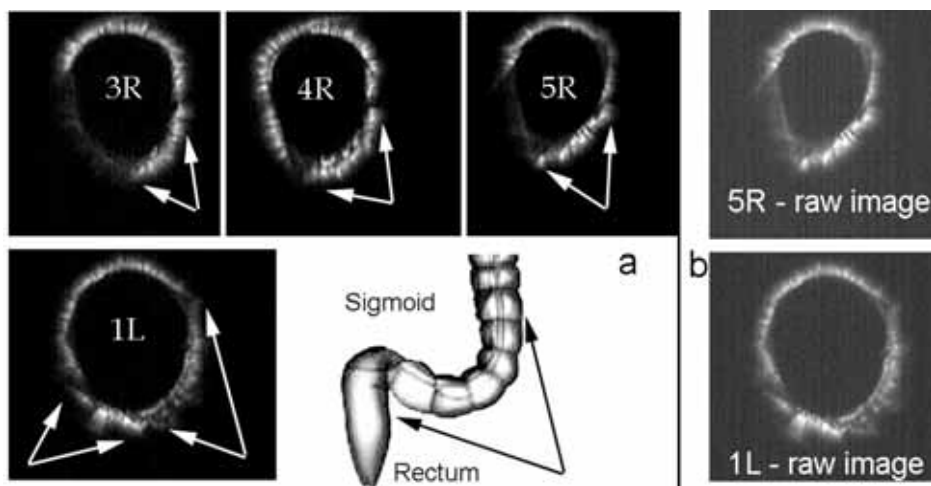 3R
4R
5R
5R - raw image
1L
Sigmoid
Rectum
a
b
1L - raw image